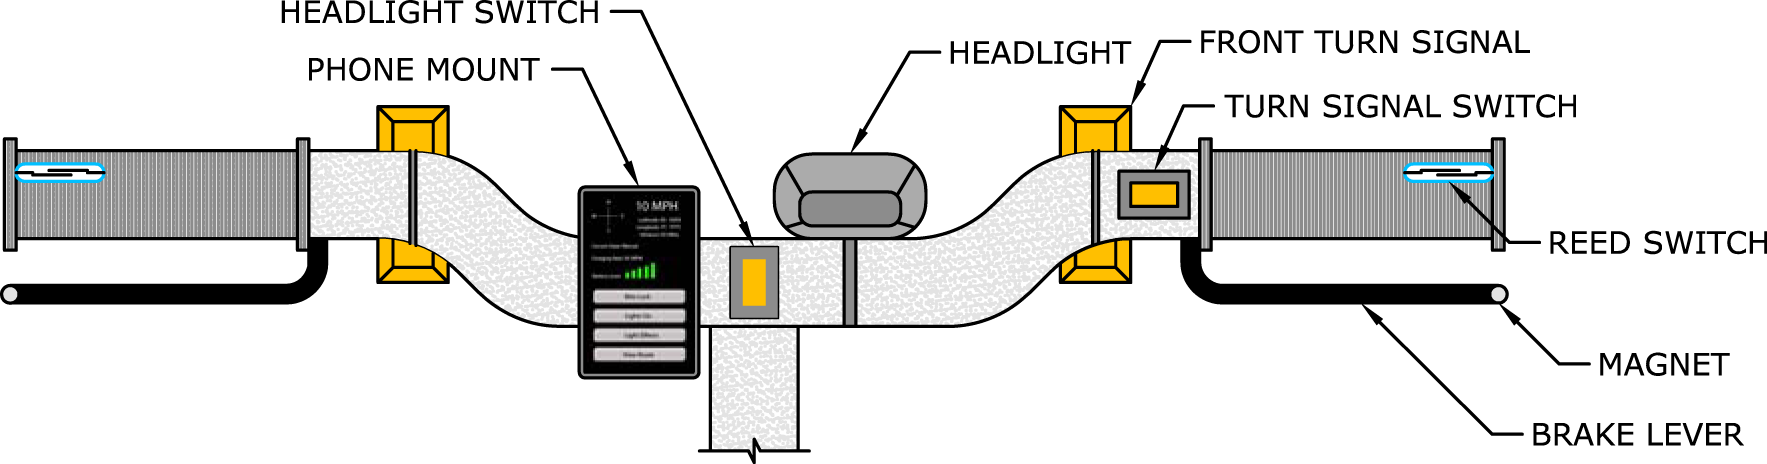 HEADLIGHT SWITCH
PHONE MOUNT
HEADLIGHT
FRONT TURN SIGNAL
TURN SIGNAL SWITCH
10 MPH
REED SWITCH
MAGNET
BRAKE LEVER